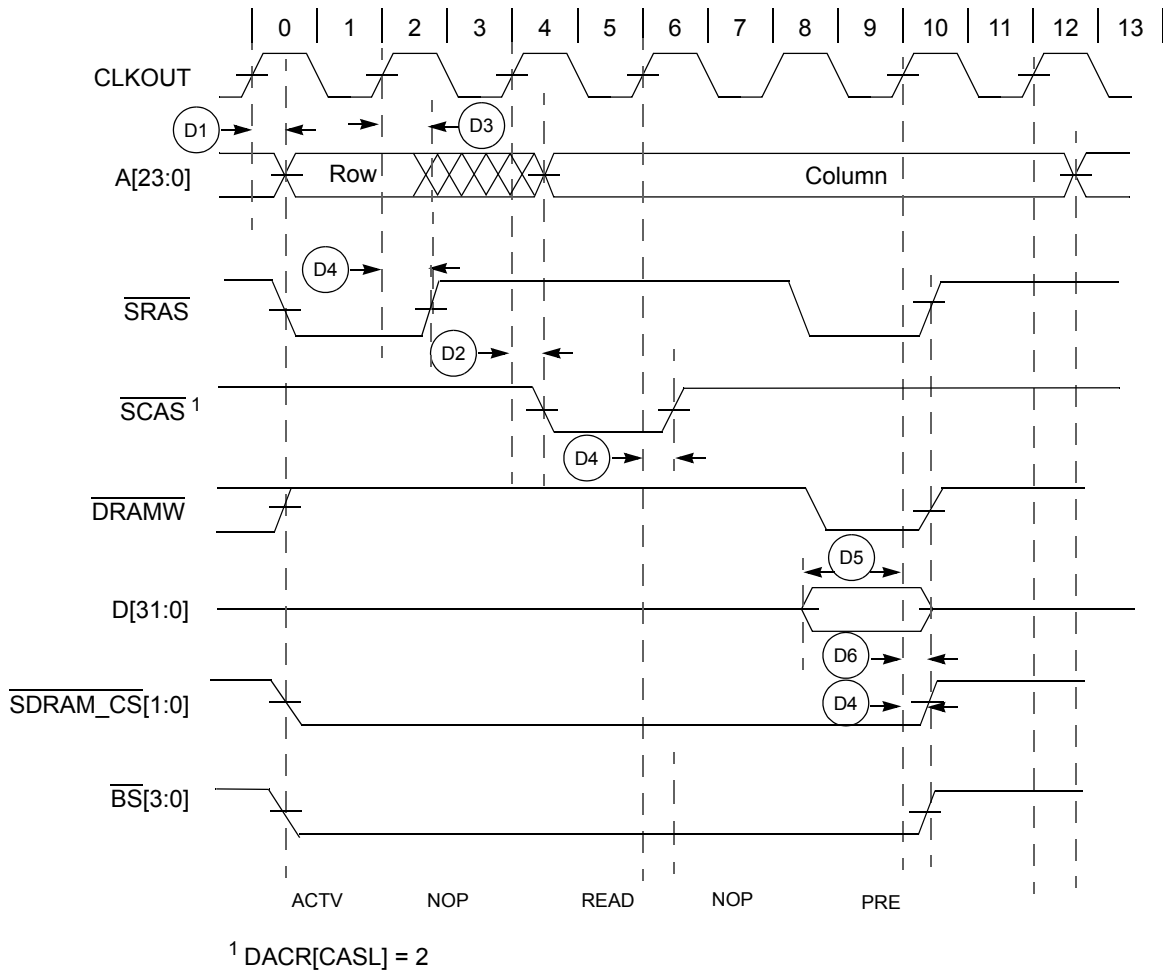 0 1 2 3 4 5 6 7 8 9 10 11 12 13
CLKOUT
D1 D3
A[23:0] Row Column
D4
SRAS
D2
SCAS 1
D4
DRAMW
D5
D[31:0]
D6
SDRAM_CS[1:0] D4
BS[3:0]
ACTV NOP READ NOP PRE
1 DACR[CASL] = 2